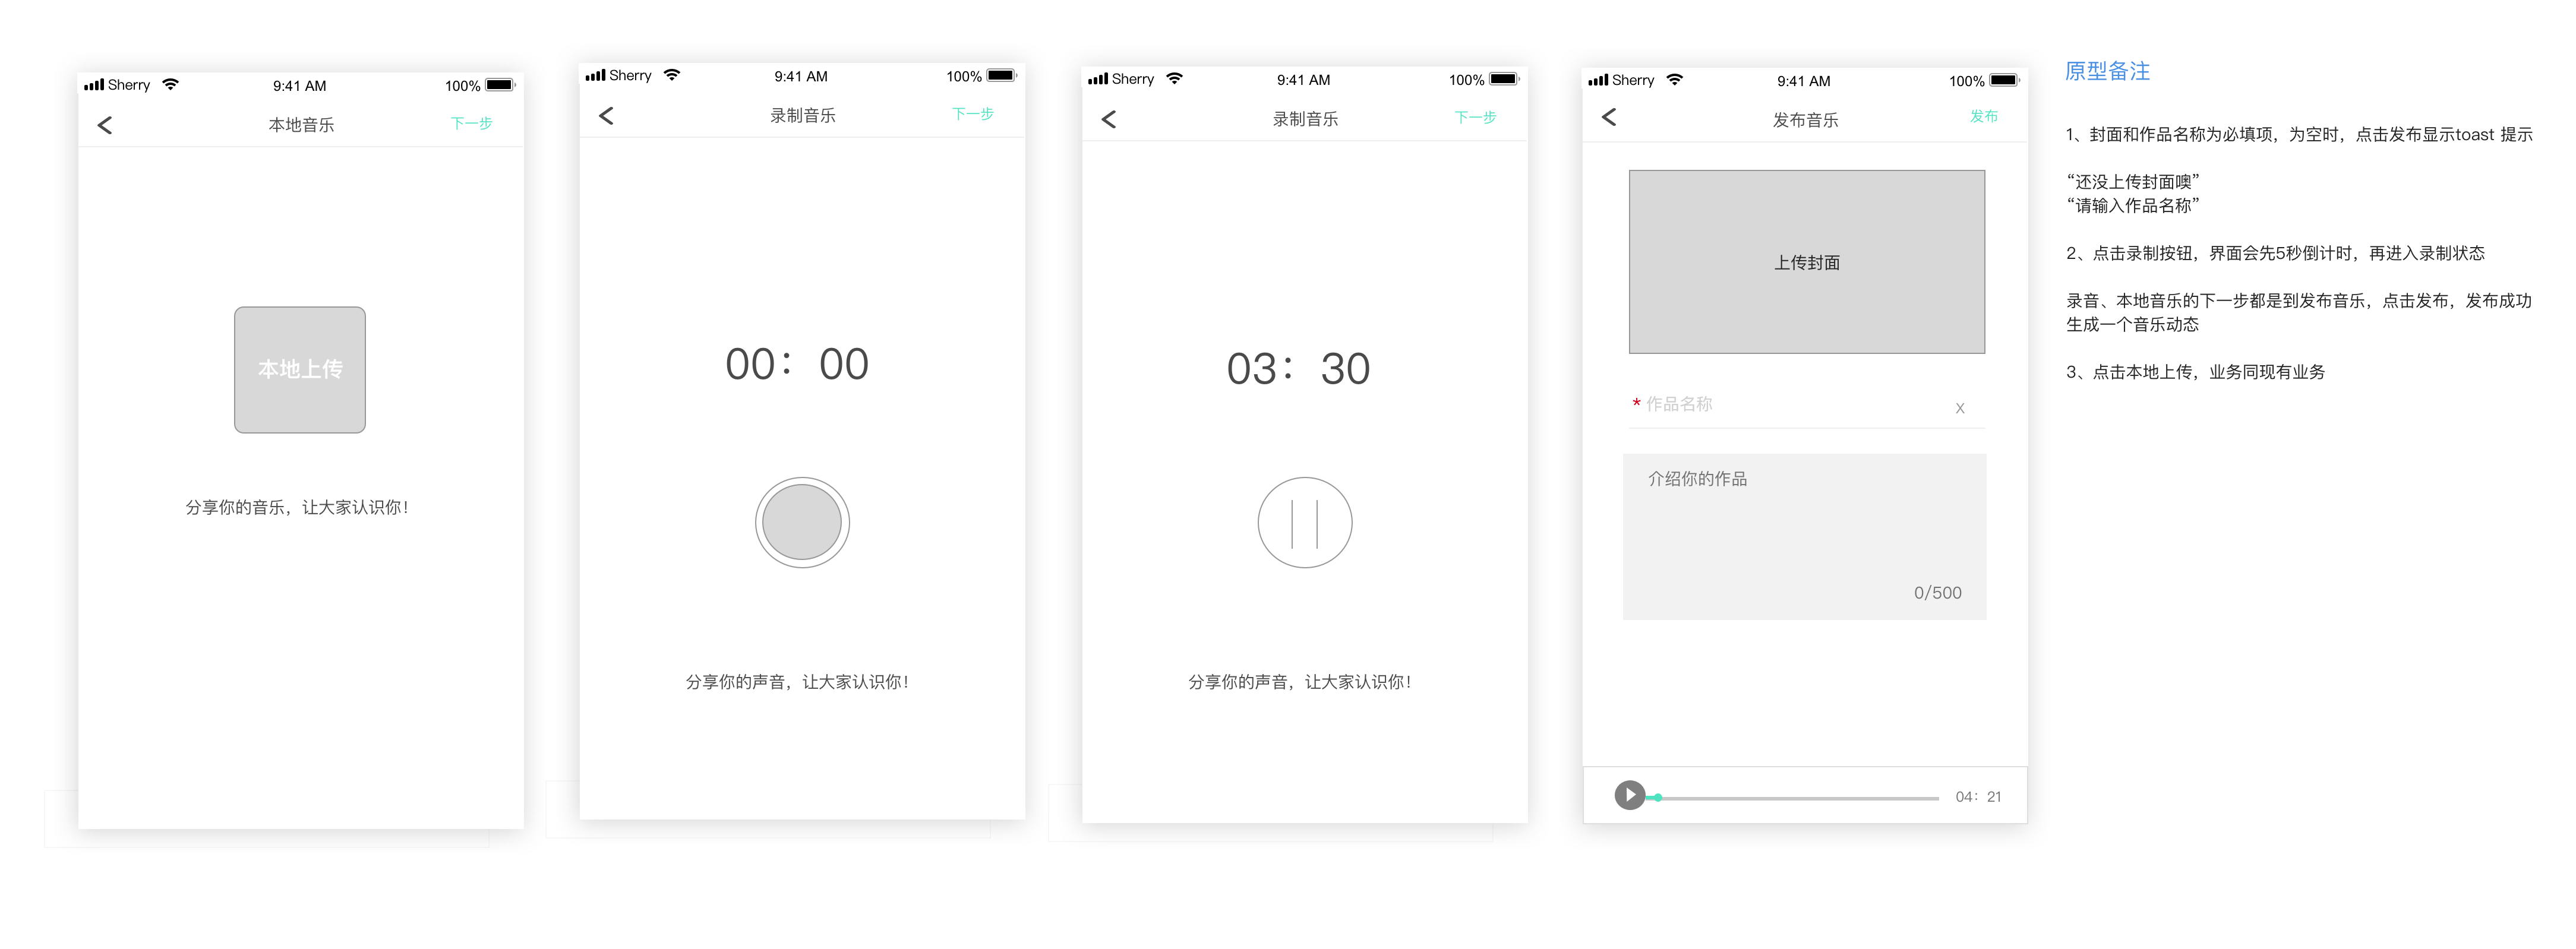 Sherry 9:41 AM 100%
本地音乐 下一步
本地上传
分享你的音乐，让大家认识你！
Sherry 9:41 AM 100%
录制音乐 下一步
00：00
分享你的声音，让大家认识你！
Sherry 9:41 AM 100%
录制音乐 下一步
03：30
分享你的声音，让大家认识你！
Sherry 9:41 AM 100%
发布音乐 发布
上传封面
* 作品名称 x
介绍你的作品
0/500
04：21
原型备注
1、封面和作品名称为必填项，为空时，点击发布显示toast 提示
“还没上传封面噢”
“请输入作品名称”
2、点击录制按钮，界面会先5秒倒计时，再进入录制状态
录音、本地音乐的下一步都是到发布音乐，点击发布，发布成功
生成一个音乐动态
3、点击本地上传，业务同现有业务